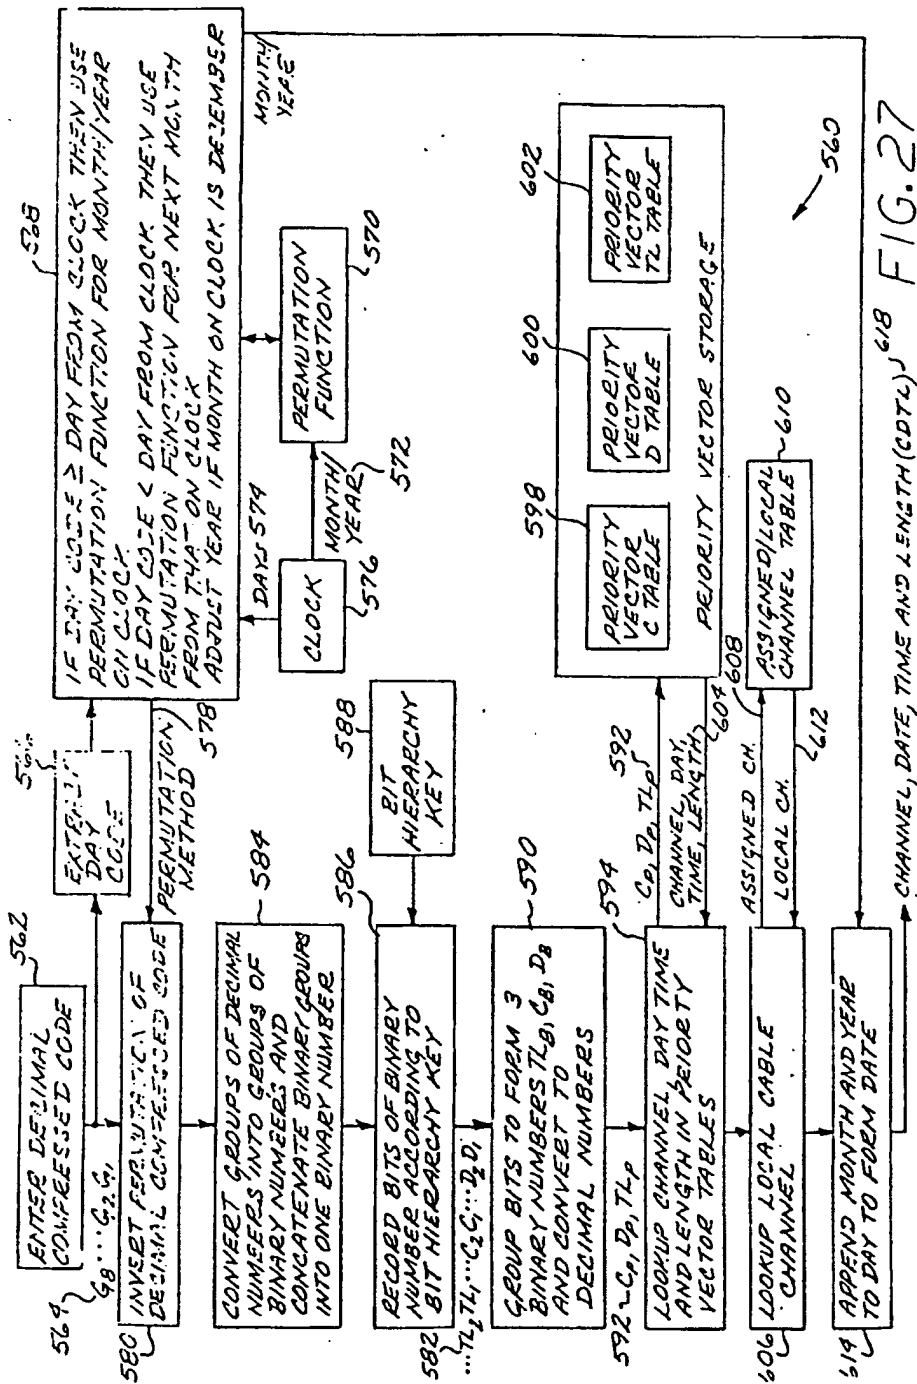 562
ENTER DECIMAL
COMPRESSED CODE
564
G8 ··· G2, G1
EXTRACT
DAY
CODE
568
IF DAY CODE ≥ DAY FROM CLOCK THEN USE
PERMUTATION FUNCTION FOR MONTH/YEAR
ON CLOCK
IF DAY CODE < DAY FROM CLOCK THEN USE
PERMUTATION FUNCTION FOR NEXT MONTH
FROM THAT ON CLOCK
ADJUST YEAR IF MONTH ON CLOCK IS DECEMBER
MONTH/
YEAR
DAYS 574
CLOCK
576
MONTH/
YEAR
572
PERMUTATION
FUNCTION
570
PERMUTATION
METHOD
578
580
INVERT PERMUTATION OF
DECIMAL COMPRESSED CODE
584
CONVERT GROUPS OF DECIMAL
NUMBERS INTO GROUPS OF
BINARY NUMBERS AND
CONCATENATE BINARY GROUPS
INTO ONE BINARY NUMBER
588
BIT
HIERARCHY
KEY
586
RECORD BITS OF BINARY
NUMBER ACCORDING TO
BIT HIERARCHY KEY
582
...TL2 TL1 ... C2 C1 ... D2 D1
590
GROUP BITS TO FORM 3
BINARY NUMBERS TLB, CB, DB
AND CONVERT TO
DECIMAL NUMBERS
592 CP, DP, TLP
594
LOOKUP CHANNEL DAY TIME
AND LENGTH IN PERIORITY
VECTOR TABLES
592
CP, DP, TLP
CHANNEL, DAY,
TIME, LENGTH
604
598
PRIORITY
VECTOR
C TABLE
600
PRIORITY
VECTOR
D TABLE
602
PRIORITY
VECTOR
TL TABLE
PRIORITY VECTOR STORAGE
606
LOOKUP LOCAL CABLE
CHANNEL
ASSIGNED CH.
608
LOCAL CH.
612
610
ASSIGNED/LOCAL
CHANNEL TABLE
614
APPEND MONTH AND YEAR
TO DAY TO FORM DATE
CHANNEL, DATE, TIME AND LENGTH (CDTL)
618
560
FIG. 27